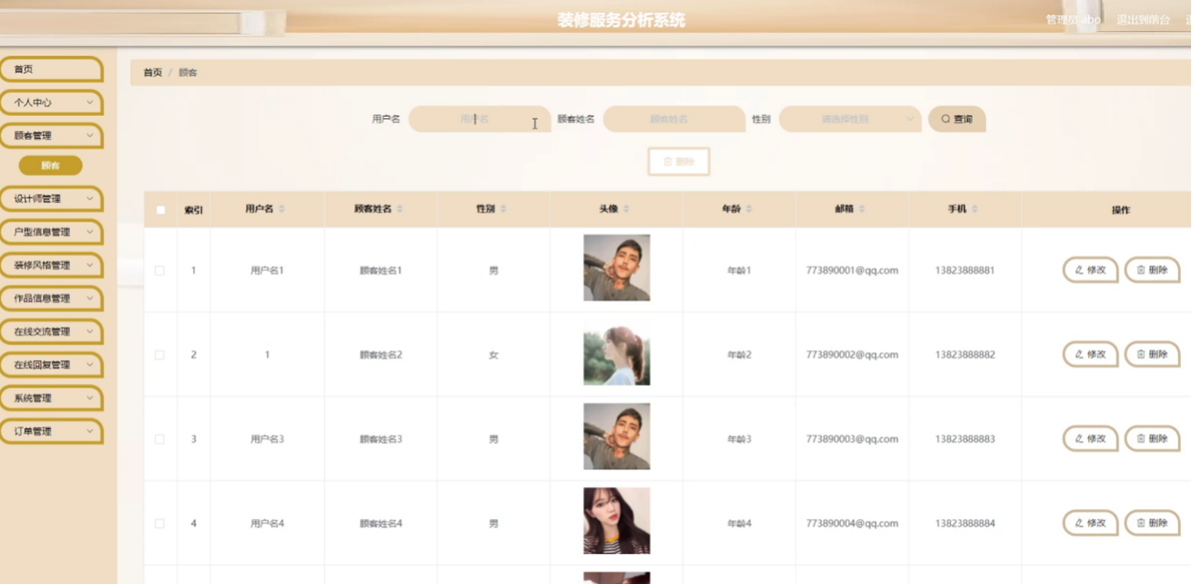 装修服务分析系统
管理员 abo 退出到前台
首页
个人中心
顾客管理
顾客
设计师管理
户型信息管理
装修风格管理
作品信息管理
在线交流管理
在线回复管理
系统管理
订单管理
首页 / 顾客
用户名 用户名 顾客姓名 顾客姓名 性别 请选择性别 查询
删除
索引 用户名 顾客姓名 性别 头像 年龄 邮箱 手机 操作
1 用户名1 顾客姓名1 男 年龄1 773890001@qq.com 13823888881 修改 删除
2 1 顾客姓名2 女 年龄2 773890002@qq.com 13823888882 修改 删除
3 用户名3 顾客姓名3 男 年龄3 773890003@qq.com 13823888883 修改 删除
4 用户名4 顾客姓名4 男 年龄4 773890004@qq.com 13823888884 修改 删除